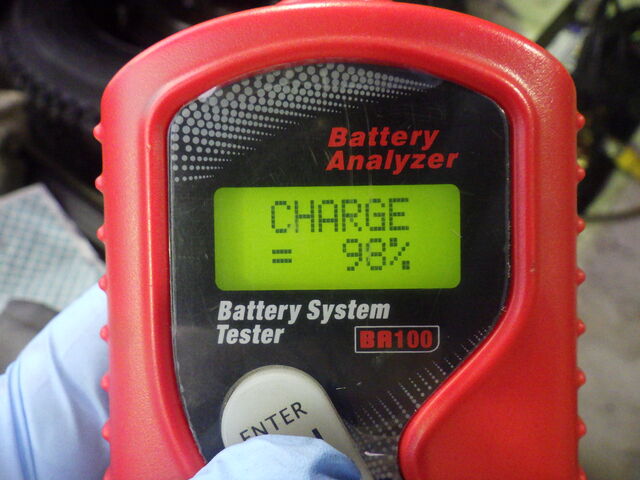 Battery
Analyzer
CHARGE
= 98%
Battery System
Tester
BA100
ENTER